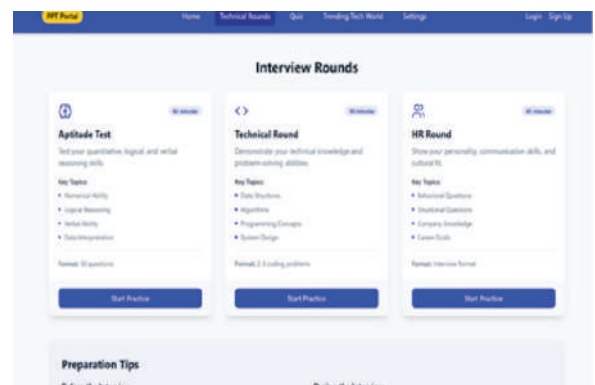 PPT Portal Home Technical Rounds Quiz Trending Tech World Settings Login Sign Up
Interview Rounds
minutes
Aptitude Test
Test your quantitative, logical, and verbal
reasoning skills.
Key Topics:
• Numerical Ability
• Logical Reasoning
• Verbal Ability
• Data Interpretation
Format: 50 questions
Start Practice
minutes
Technical Round
Demonstrate your technical knowledge and
problem-solving abilities.
Key Topics:
• Data Structures
• Algorithms
• Programming Concepts
• System Design
Format: 2-3 coding problems
Start Practice
minutes
HR Round
Show your personality, communication skills, and
cultural fit.
Key Topics:
• Behavioral Questions
• Situational Questions
• Company Knowledge
• Career Goals
Format: Interview format
Start Practice
Preparation Tips